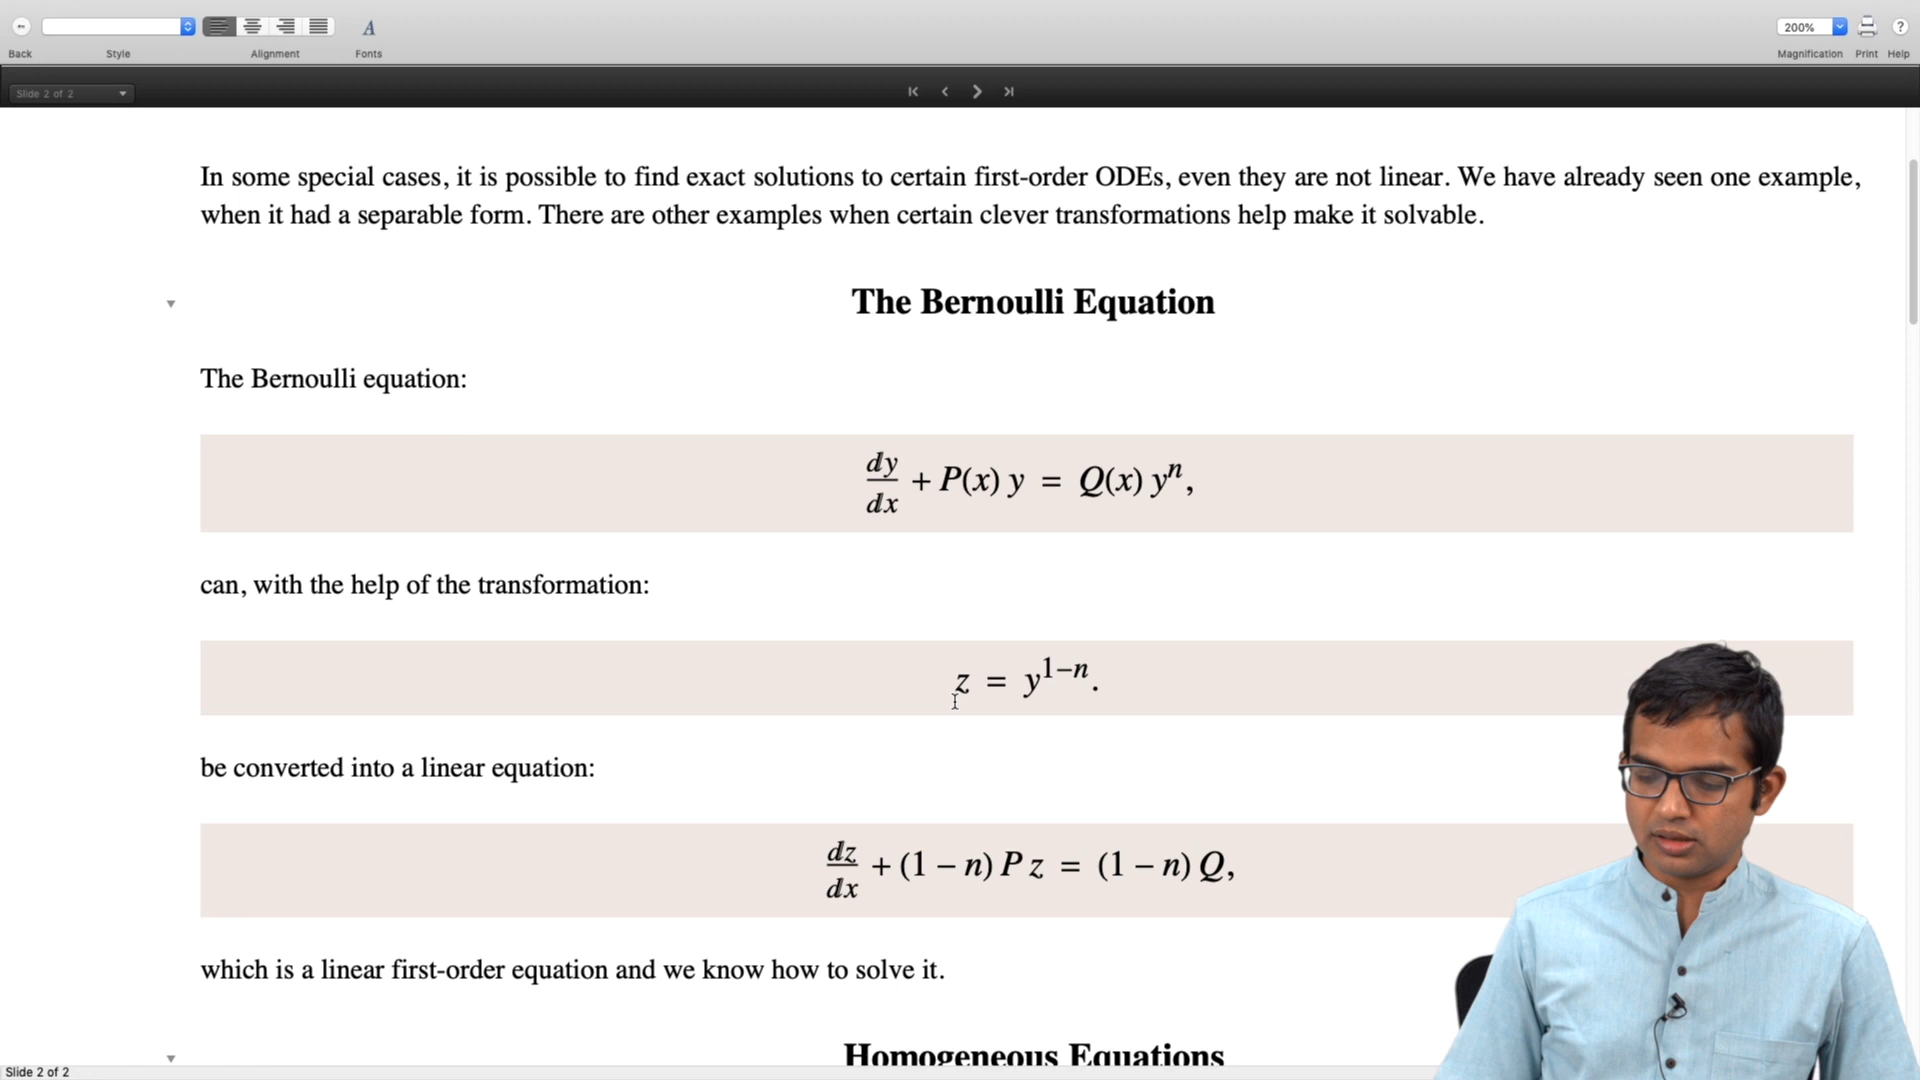 200%
Back Style Alignment Fonts Magnification Print Help
Slide 2 of 2
In some special cases, it is possible to find exact solutions to certain first-order ODEs, even they are not linear. We have already seen one example,
when it had a separable form. There are other examples when certain clever transformations help make it solvable.
The Bernoulli Equation
The Bernoulli equation:
dy/dx + P(x) y = Q(x) yⁿ,
can, with the help of the transformation:
z = y¹⁻ⁿ.
be converted into a linear equation:
dz/dx + (1 − n) P z = (1 − n) Q,
which is a linear first-order equation and we know how to solve it.
Homogeneous Equations
Slide 2 of 2